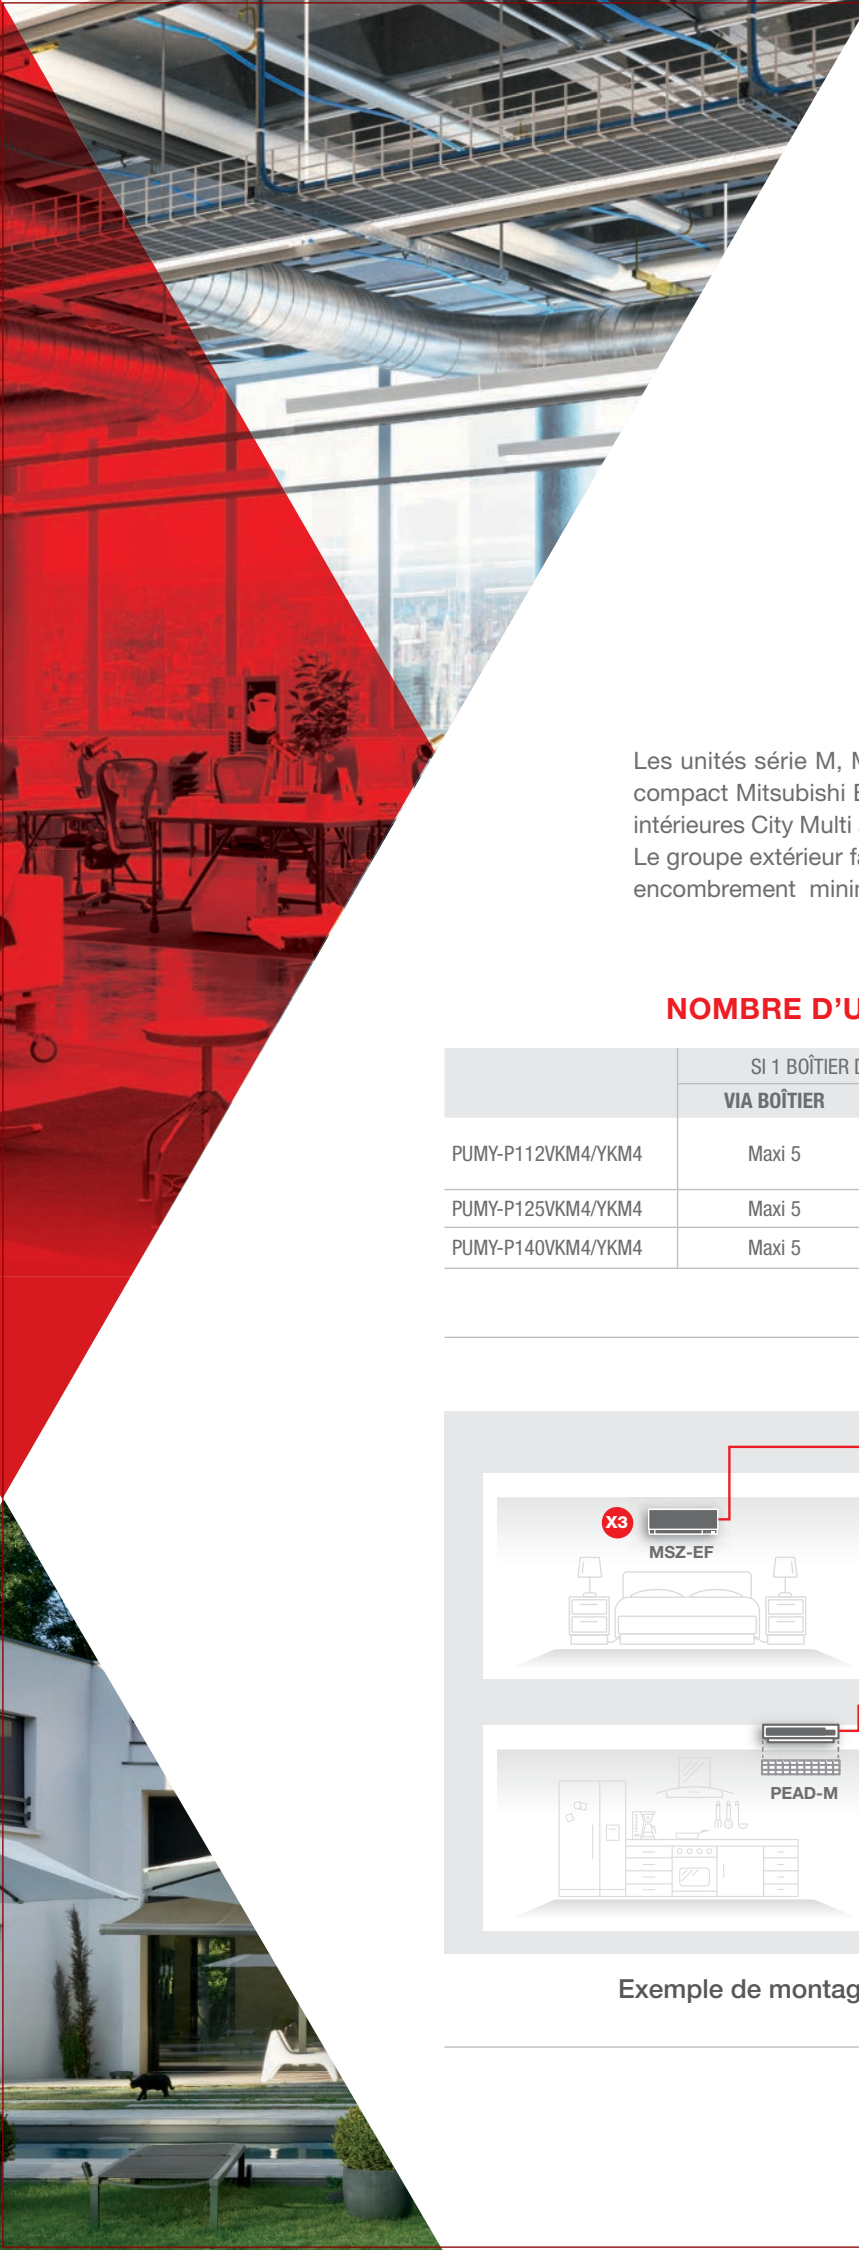 Les unités série M, M
compact Mitsubishi E
intérieures City Multi
Le groupe extérieur fa
encombrement minim
NOMBRE D’U
SI 1 BOÎTIER D
VIA BOÎTIER
PUMY-P112VKM4/YKM4 Maxi 5
PUMY-P125VKM4/YKM4 Maxi 5
PUMY-P140VKM4/YKM4 Maxi 5
X3
MSZ-EF
PEAD-M
Exemple de montag